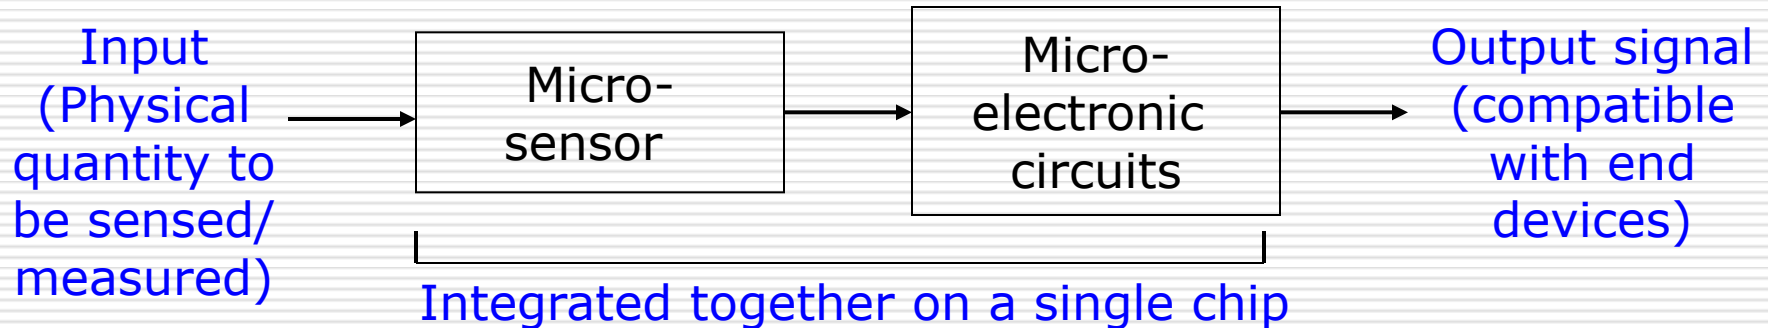 Input
(Physical
quantity to
be sensed/
measured)
Micro-
sensor
Micro-
electronic
circuits
Output signal
(compatible
with end
devices)
Integrated together on a single chip